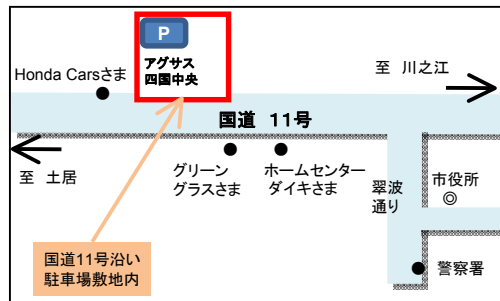 P
アグサス
四国中央
Honda Carsさま
至 川之江
国道 11号
至 土居
グリーン
グラスさま
ホームセンター
ダイキさま
翠波
通り
市役所
警察署
国道11号沿い
駐車場敷地内